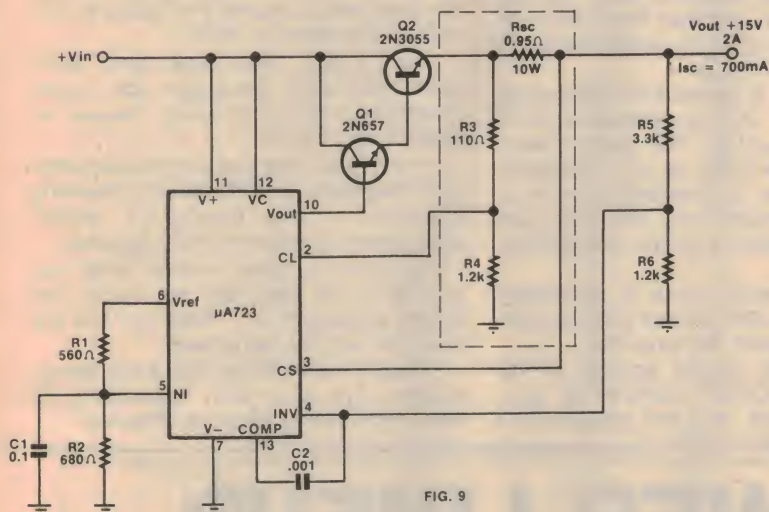 Q2
2N3055
Rsc
0.95Ω
10W
Vout +15V
2A
Isc = 700mA
+Vin
Q1
2N657
R3
110Ω
R5
3.3k
11
12
V+
VC
Vout
10
CL
2
R4
1.2k
R6
1.2k
6
Vref
µA723
R1
560Ω
CS
3
5
NI
INV
4
V–
COMP
7
13
C1
0.1
R2
680Ω
C2
.001
FIG. 9